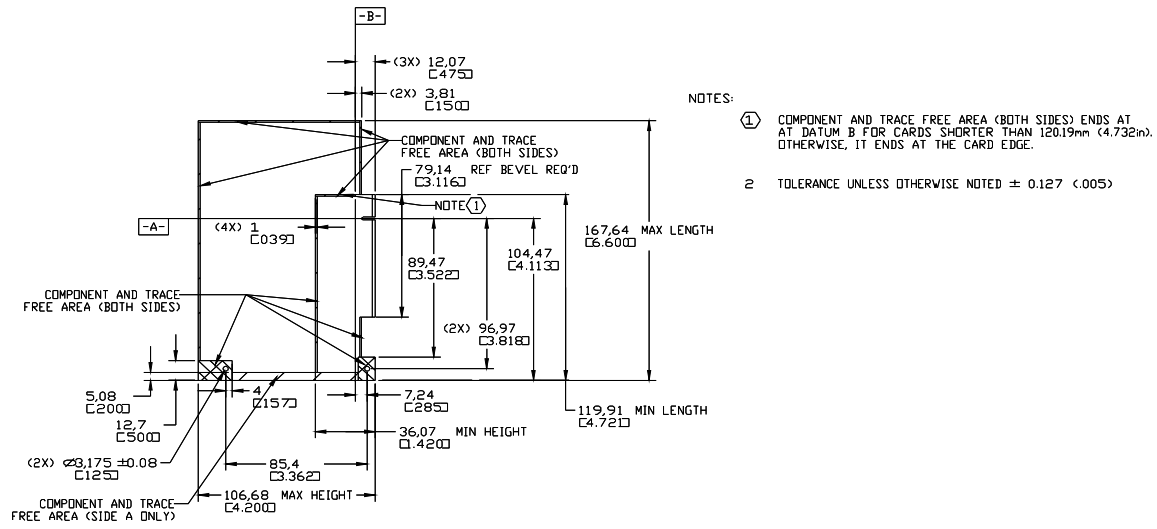 -B-
(3X) 12,07
[.475]
(2X) 3,81
[.150]
COMPONENT AND TRACE
FREE AREA (BOTH SIDES)
79,14 REF BEVEL REQ'D
[3.116]
NOTE 1
-A-
(4X) 1
[.039]
167,64 MAX LENGTH
[6.600]
104,47
[4.113]
89,47
[3.522]
COMPONENT AND TRACE
FREE AREA (BOTH SIDES)
(2X) 96,97
[3.818]
5,08
[.200]
4
[.157]
7,24
[.285]
119,91 MIN LENGTH
[4.721]
12,7
[.500]
36,07 MIN HEIGHT
[1.420]
(2X) ⌀3,175 ±0.08
[.125]
85,4
[3.362]
106,68 MAX HEIGHT
[4.200]
COMPONENT AND TRACE
FREE AREA (SIDE A ONLY)
NOTES:
1 COMPONENT AND TRACE FREE AREA (BOTH SIDES) ENDS AT
AT DATUM B FOR CARDS SHORTER THAN 120.19mm (4.732in).
OTHERWISE, IT ENDS AT THE CARD EDGE.
2 TOLERANCE UNLESS OTHERWISE NOTED ± 0.127 (.005)